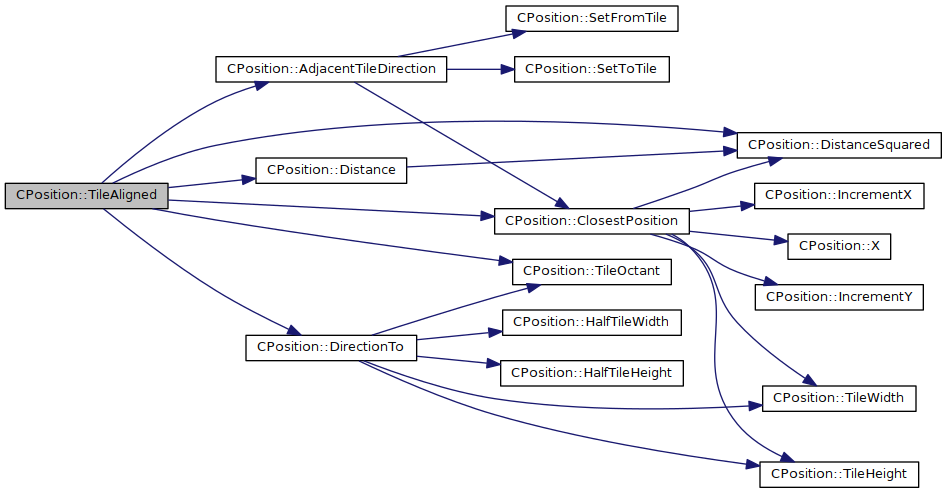 CPosition::SetFromTile
CPosition::AdjacentTileDirection
CPosition::SetToTile
CPosition::DistanceSquared
CPosition::Distance
CPosition::TileAligned
CPosition::IncrementX
CPosition::ClosestPosition
CPosition::X
CPosition::TileOctant
CPosition::IncrementY
CPosition::HalfTileWidth
CPosition::DirectionTo
CPosition::HalfTileHeight
CPosition::TileWidth
CPosition::TileHeight